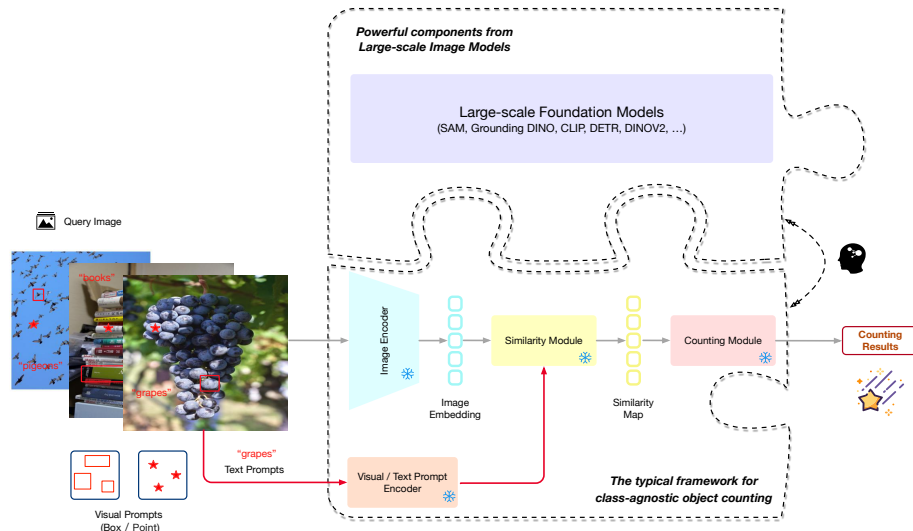 Powerful components from
Large-scale Image Models
Large-scale Foundation Models
(SAM, Grounding DINO, CLIP, DETR, DINOV2, ...)
Query Image
"books"
"pigeons"
"grapes"
Image Encoder
Image
Embedding
Similarity Module
Similarity
Map
Counting Module
Counting
Results
"grapes"
Text Prompts
Visual / Text Prompt
Encoder
Visual Prompts
(Box / Point)
The typical framework for
class-agnostic object counting